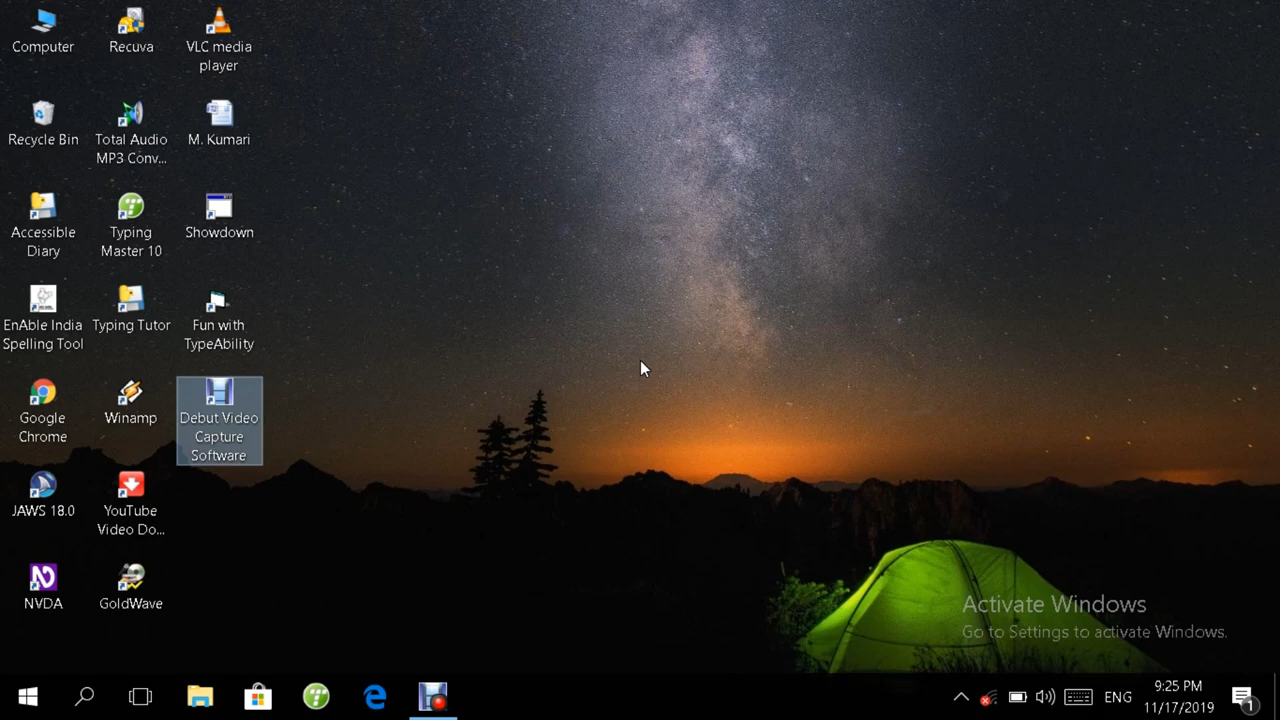 Computer
Recuva
VLC media
player
Recycle Bin
Total Audio
MP3 Conv...
M. Kumari
Accessible
Diary
Typing
Master 10
Showdown
EnAble India
Spelling Tool
Typing Tutor
Fun with
TypeAbility
Google
Chrome
Winamp
Debut Video
Capture
Software
JAWS 18.0
YouTube
Video Do...
NVDA
GoldWave
Activate Windows
Go to Settings to activate Windows.
ENG
9:25 PM
11/17/2019
1